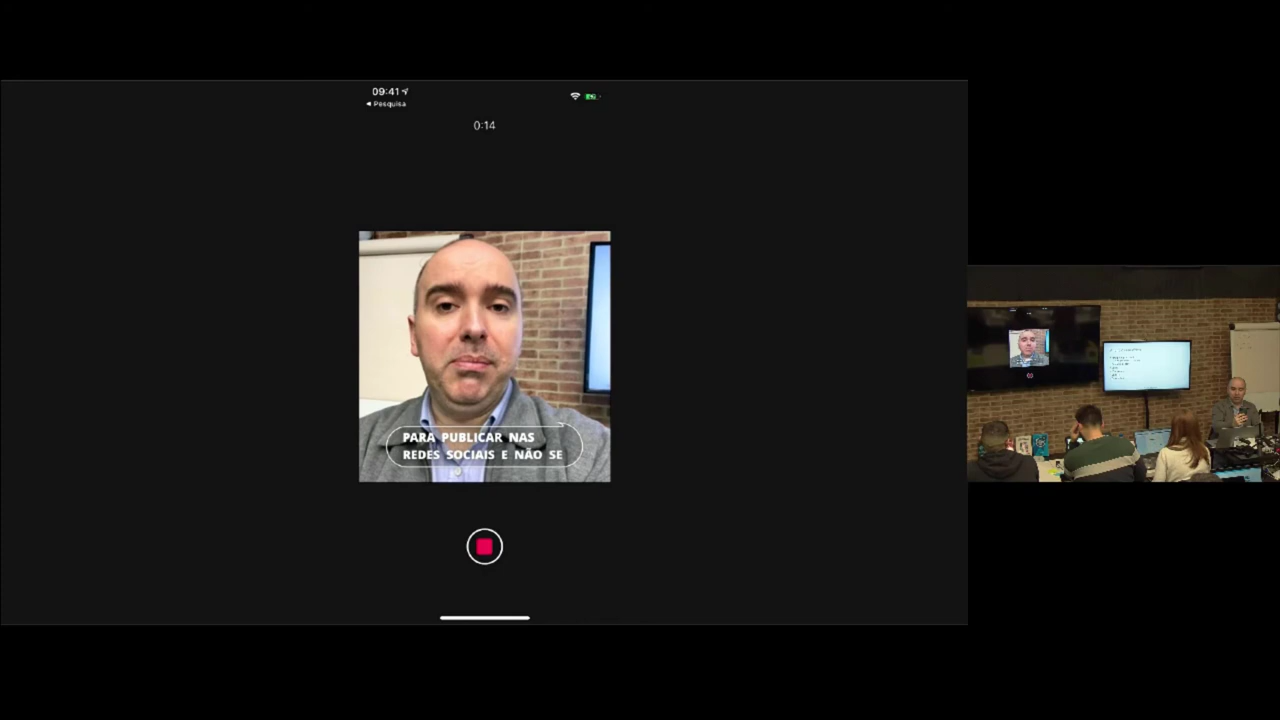 09:41
◀ Pesquisa
0:14
PARA PUBLICAR NAS
REDES SOCIAIS E NÃO SE